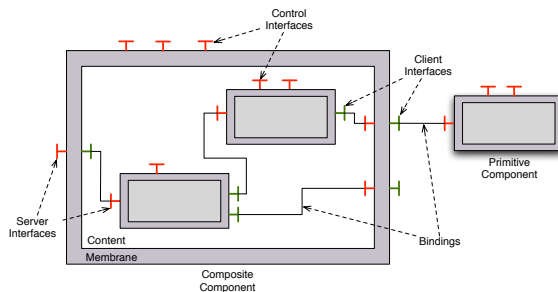 Control
Interfaces
Client
Interfaces
Primitive
Component
Server
Interfaces
Content
Membrane
Bindings
Composite
Component